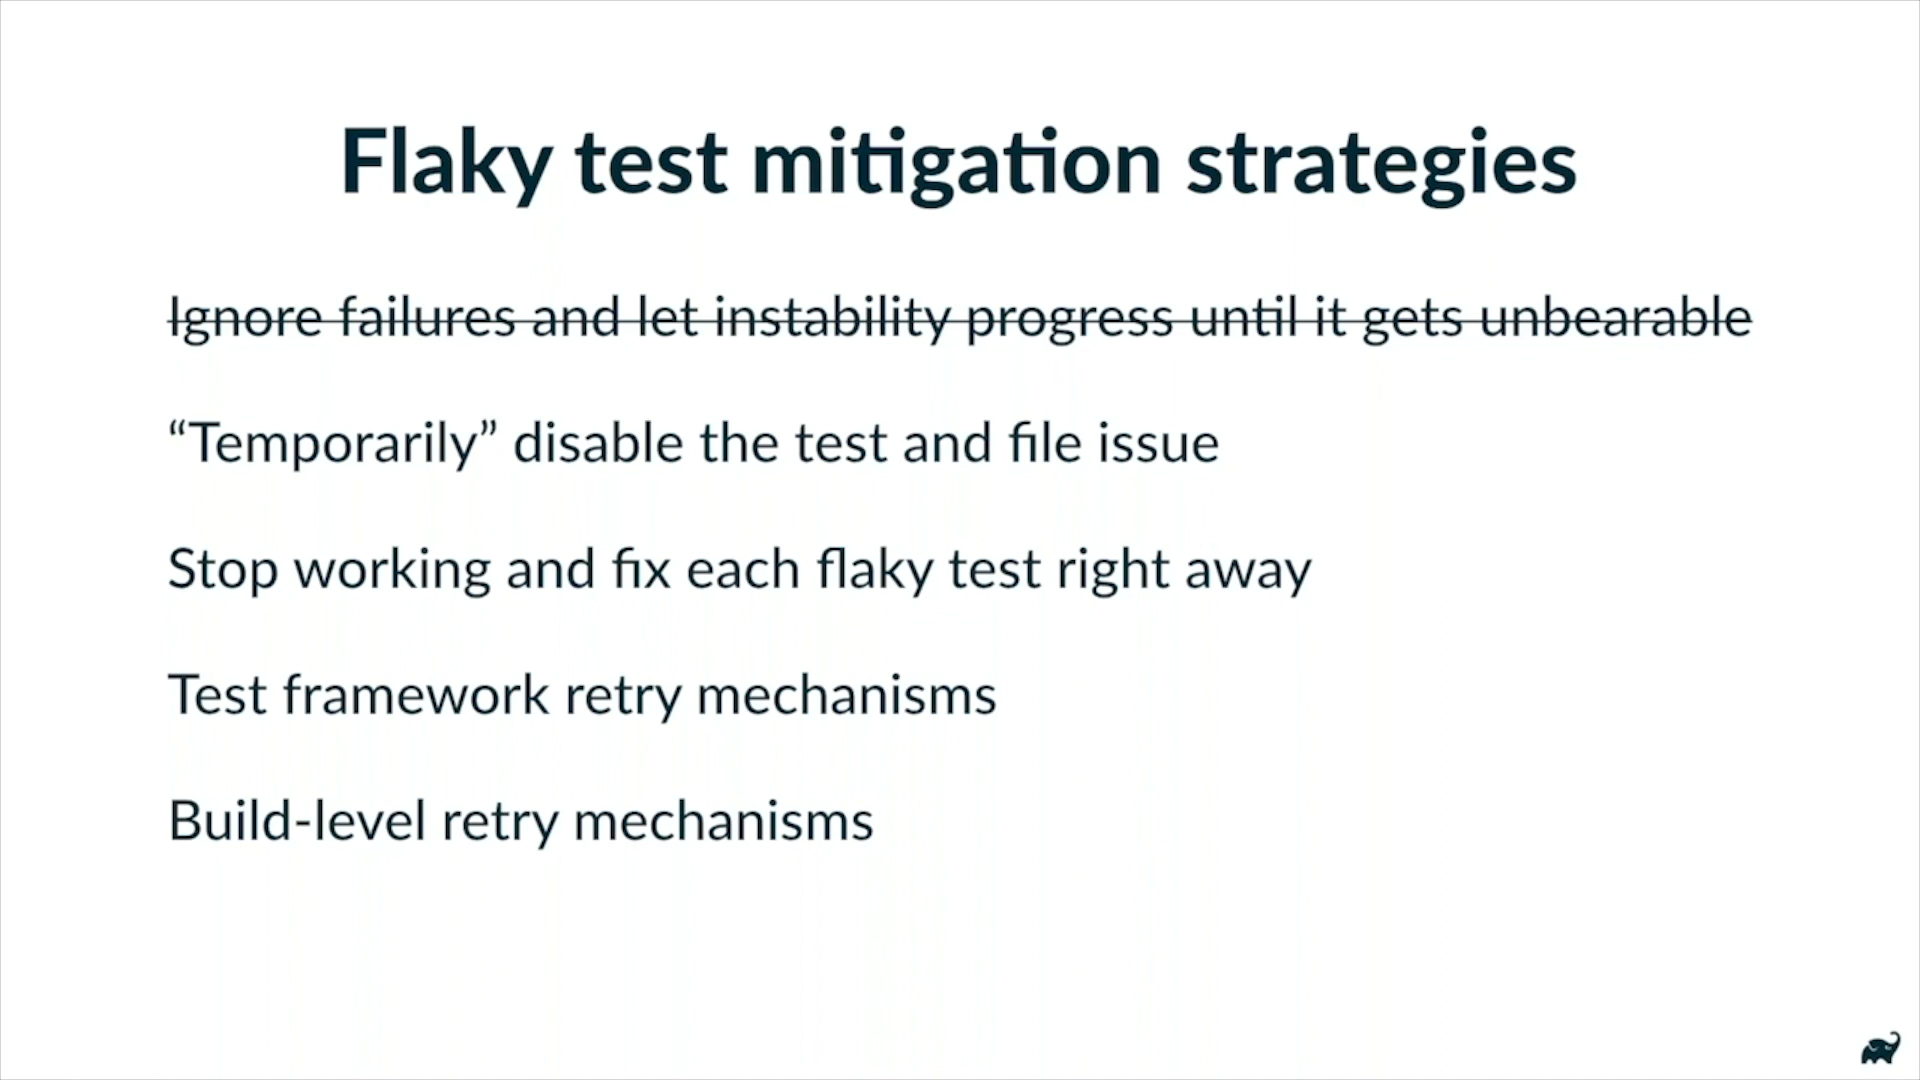 Flaky test mitigation strategies
Ignore failures and let instability progress until it gets unbearable
“Temporarily” disable the test and file issue
Stop working and fix each flaky test right away
Test framework retry mechanisms
Build-level retry mechanisms